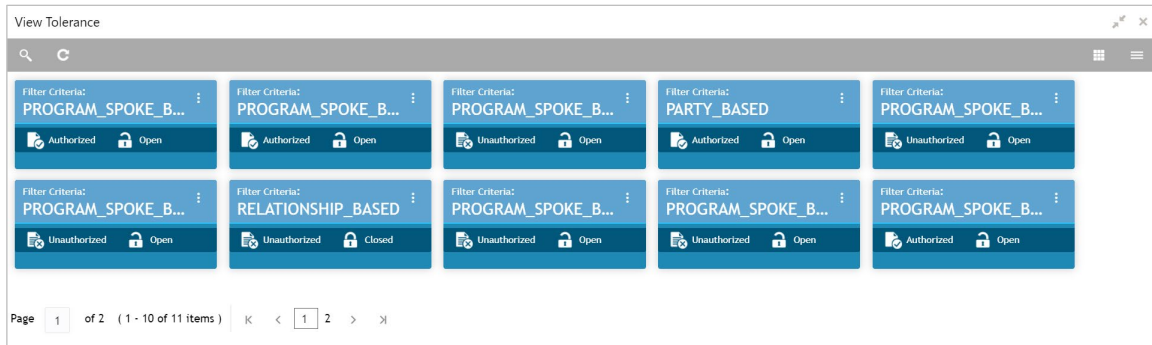 View Tolerance
Filter Criteria: Filter Criteria: Filter Criteria: Filter Criteria: Filter Criteria:
PROGRAM_SPOKE_B... PROGRAM_SPOKE_B... PROGRAM_SPOKE_B... PARTY_BASED PROGRAM_SPOKE_B...
Authorized Open Authorized Open Unauthorized Open Authorized Open Unauthorized Open
Filter Criteria: Filter Criteria: Filter Criteria: Filter Criteria: Filter Criteria:
PROGRAM_SPOKE_B... RELATIONSHIP_BASED PROGRAM_SPOKE_B... PROGRAM_SPOKE_B... PROGRAM_SPOKE_B...
Unauthorized Open Unauthorized Closed Unauthorized Open Unauthorized Open Authorized Open
Page 1 of 2 ( 1 - 10 of 11 items ) 1 2